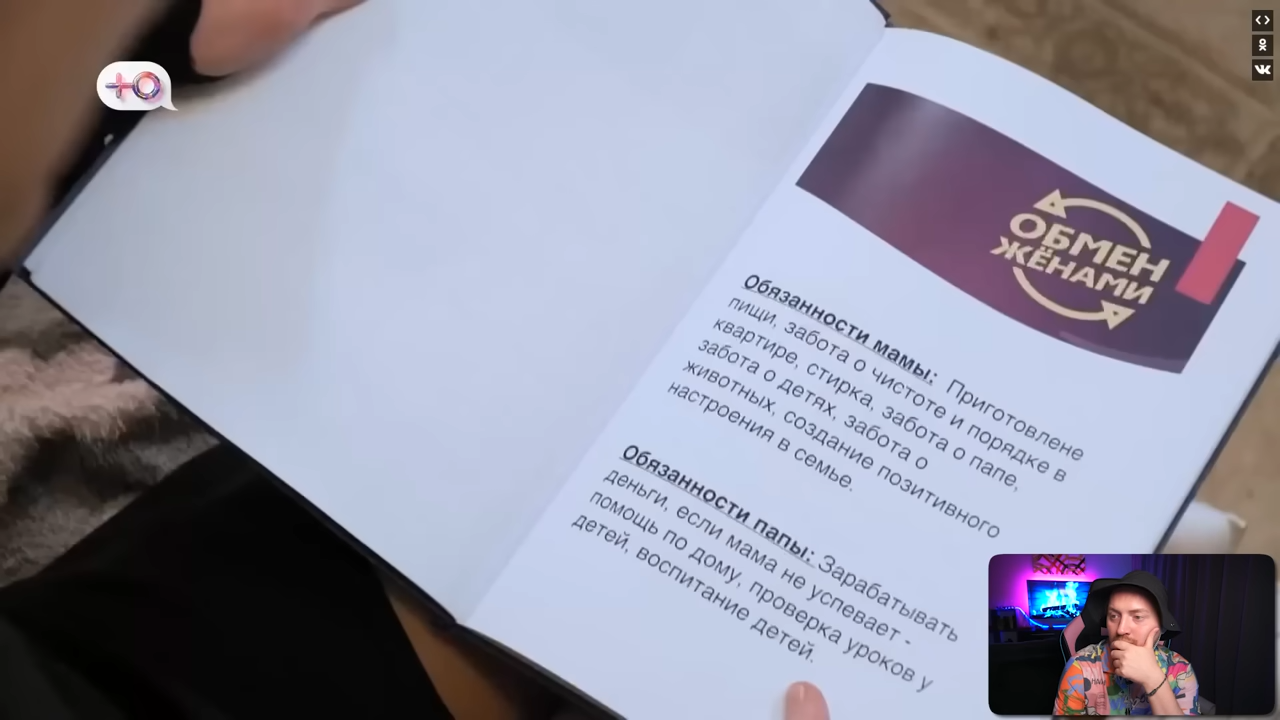 Ю
ОБМЕН
ЖЁНАМИ
Обязанности мамы: Приготовлене
пищи, забота о чистоте и порядке в
квартире, стирка, забота о папе,
забота о детях, забота о
животных, создание позитивного
настроения в семье.
Обязанности папы: Зарабатывать
деньги, если мама не успевает -
помощь по дому, проверка уроков у
детей, воспитание детей.